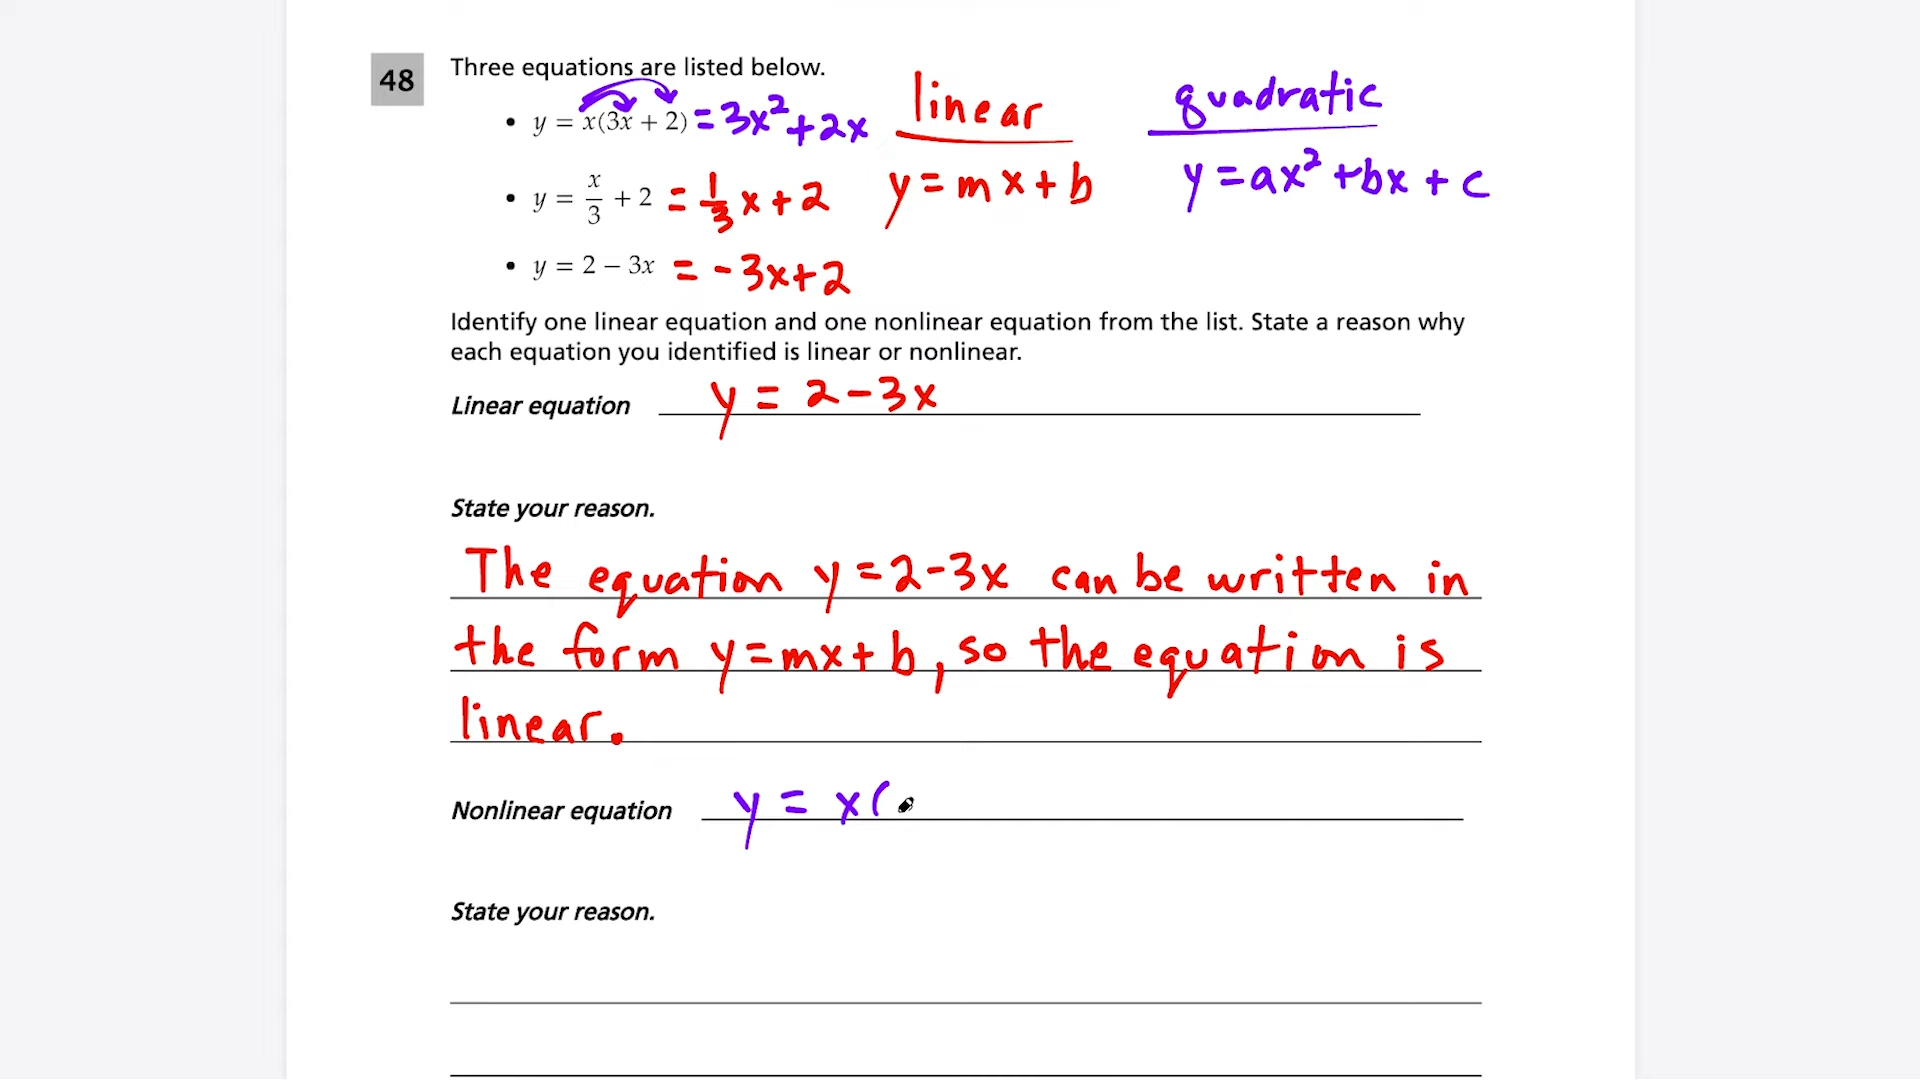 48 Three equations are listed below.
linear quadratic
• y = x(3x + 2) = 3x² + 2x
y = mx + b y = ax² + bx + c
• y = x/3 + 2 = 1/3 x + 2
• y = 2 − 3x = -3x + 2
Identify one linear equation and one nonlinear equation from the list. State a reason why
each equation you identified is linear or nonlinear.
Linear equation y = 2 - 3x
State your reason.
The equation y = 2 - 3x can be written in
the form y = mx + b, so the equation is
linear.
Nonlinear equation y = x(
State your reason.